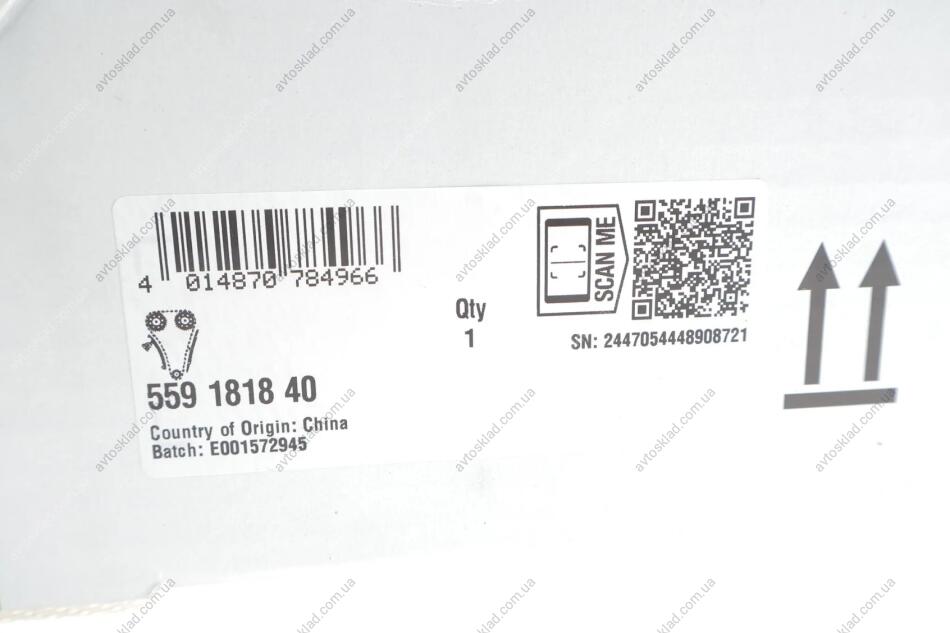 4 014870 784966
Qty
1
SCAN ME
SN: 2447054448908721
559 1818 40
Country of Origin: China
Batch: E001572945
avtosklad.com.ua